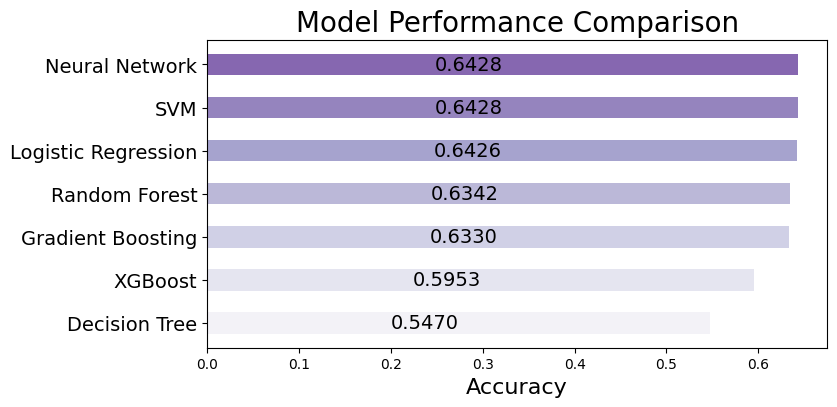 Model Performance Comparison
Neural Network 0.6428
SVM 0.6428
Logistic Regression 0.6426
Random Forest 0.6342
Gradient Boosting 0.6330
XGBoost 0.5953
Decision Tree 0.5470
0.0 0.1 0.2 0.3 0.4 0.5 0.6
Accuracy